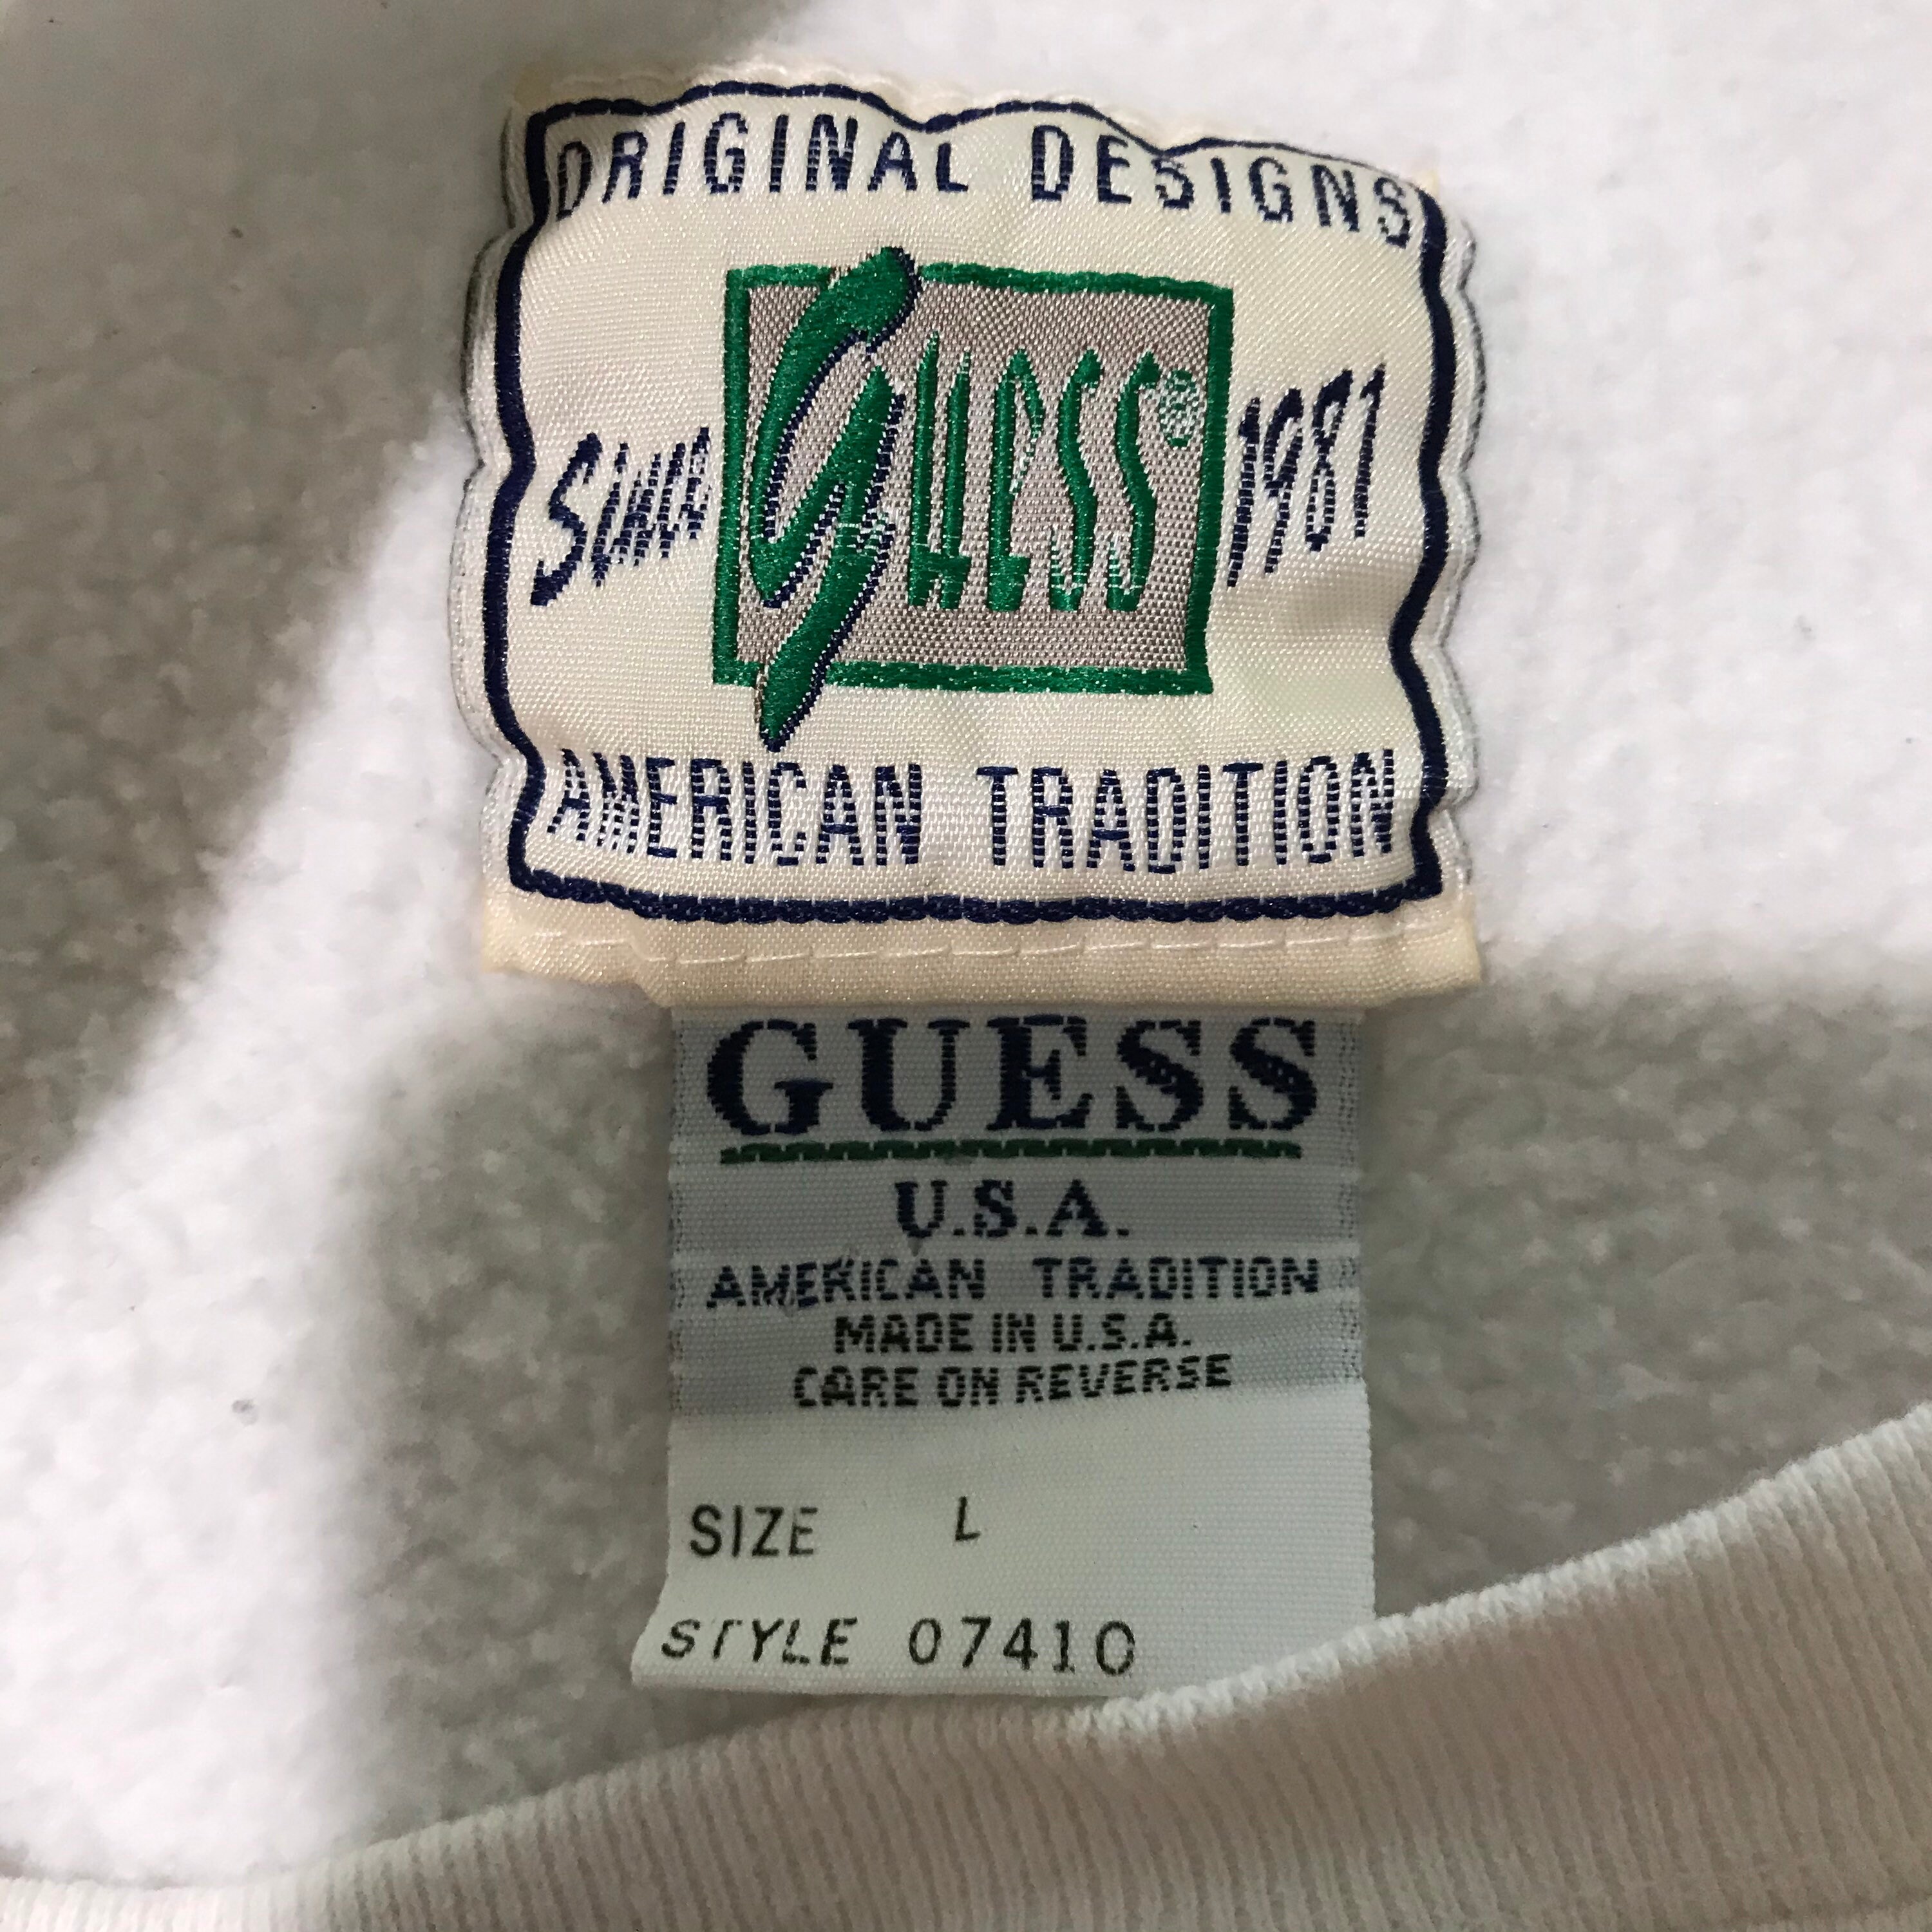 ORIGINAL DESIGNS
Since Guess® 1981
AMERICAN TRADITION
GUESS
U.S.A.
AMERICAN TRADITION
MADE IN U.S.A.
CARE ON REVERSE
SIZE L
STYLE 07410